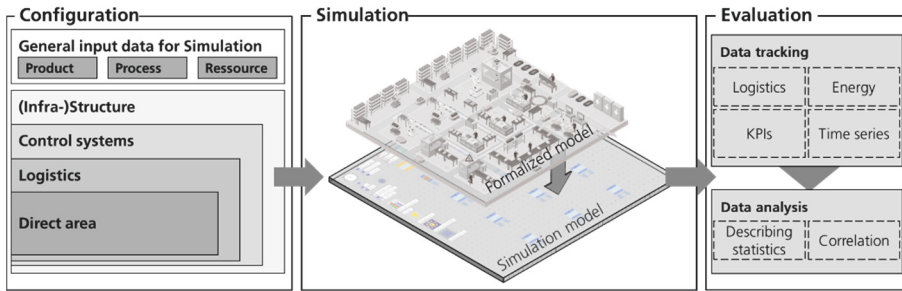 Configuration
General input data for Simulation
Product
Process
Ressource
(Infra-)Structure
Control systems
Logistics
Direct area
Simulation
Formalized model
Simulation model
Evaluation
Data tracking
Logistics
Energy
KPIs
Time series
Data analysis
Describing
statistics
Correlation